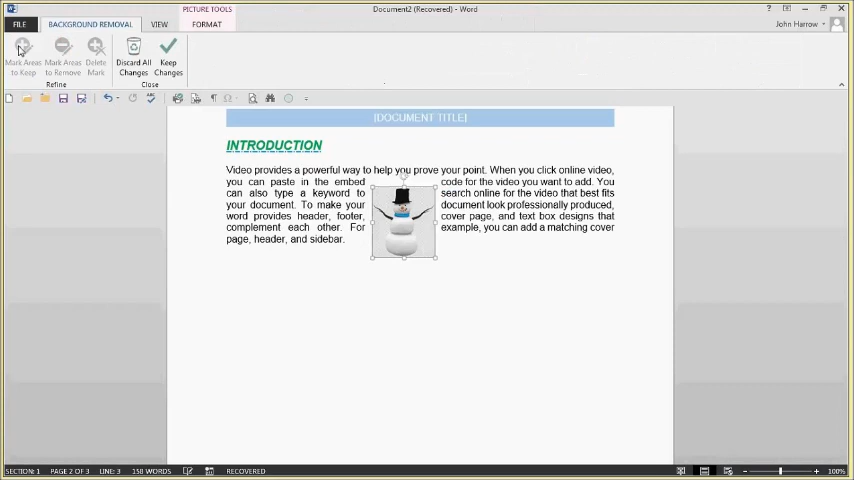 PICTURE TOOLS
Document2 (Recovered) - Word
FILE
BACKGROUND REMOVAL
VIEW
FORMAT
John Harrow
Mark Areas to Keep
Mark Areas to Remove
Delete Mark
Discard All Changes
Keep Changes
Refine
Close
[DOCUMENT TITLE]
INTRODUCTION
Video provides a powerful way to help you prove your point. When you click online video,
you can paste in the embed code for the video you want to add. You
can also type a keyword to search online for the video that best fits
your document. To make your document look professionally produced,
word provides header, footer, cover page, and text box designs that
complement each other. For example, you can add a matching cover
page, header, and sidebar.
SECTION: 1 PAGE 2 OF 3 LINE: 3 158 WORDS RECOVERED 100%